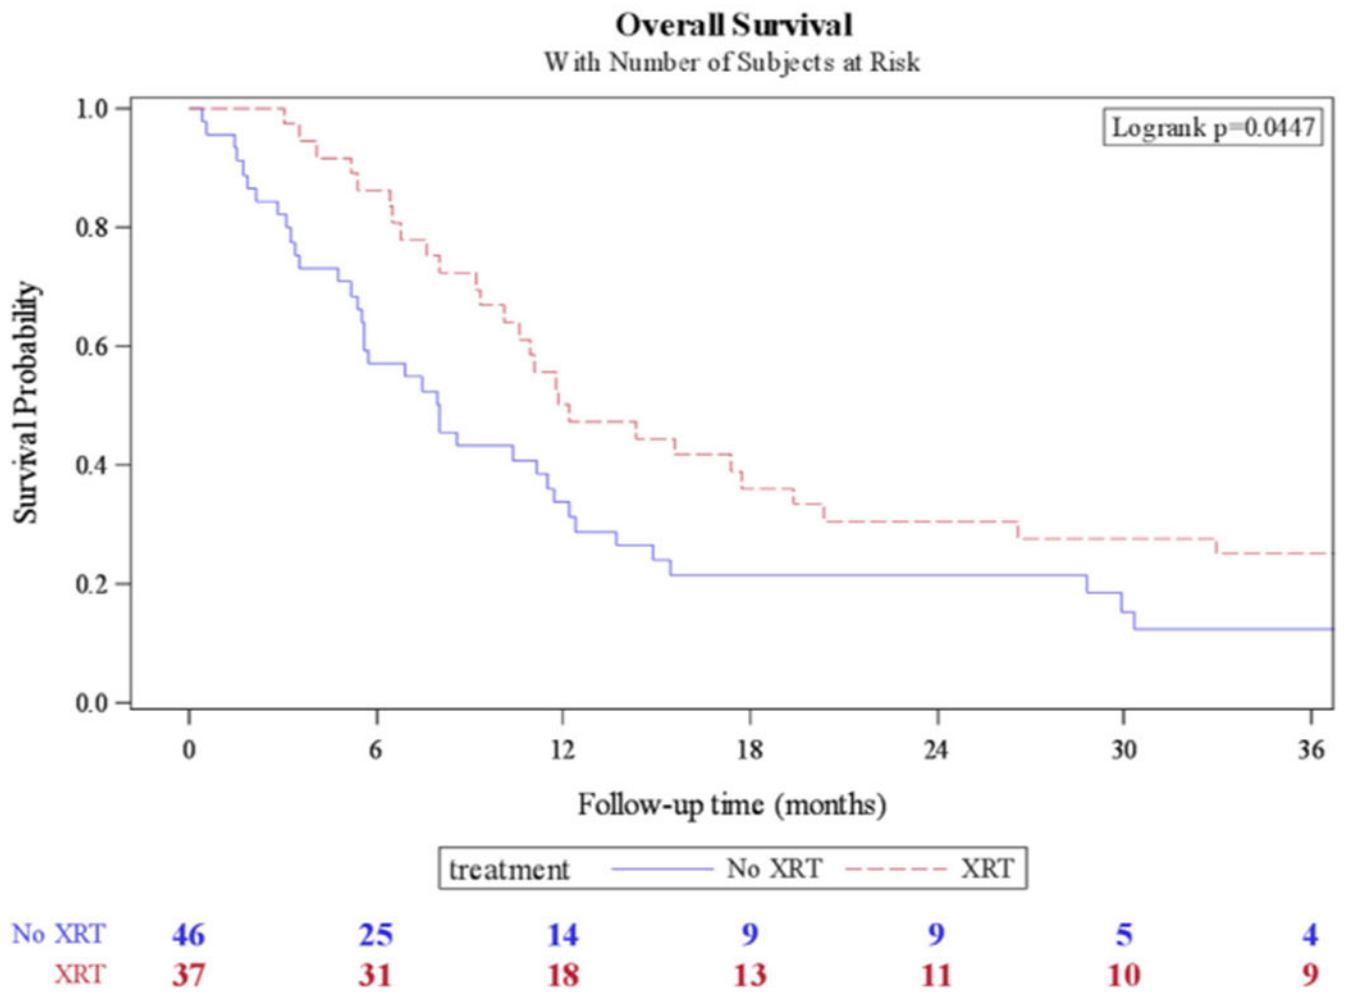 Overall Survival
With Number of Subjects at Risk
Logrank p=0.0447
1.0
0.8
0.6
0.4
0.2
0.0
Survival Probability
0 6 12 18 24 30 36
Follow-up time (months)
treatment No XRT XRT
No XRT 46 25 14 9 9 5 4
XRT 37 31 18 13 11 10 9